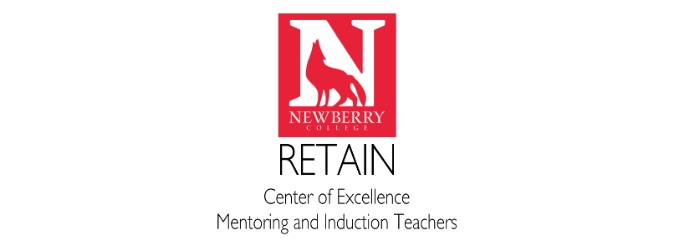 N
NEWBERRY
COLLEGE
RETAIN
Center of Excellence
Mentoring and Induction Teachers